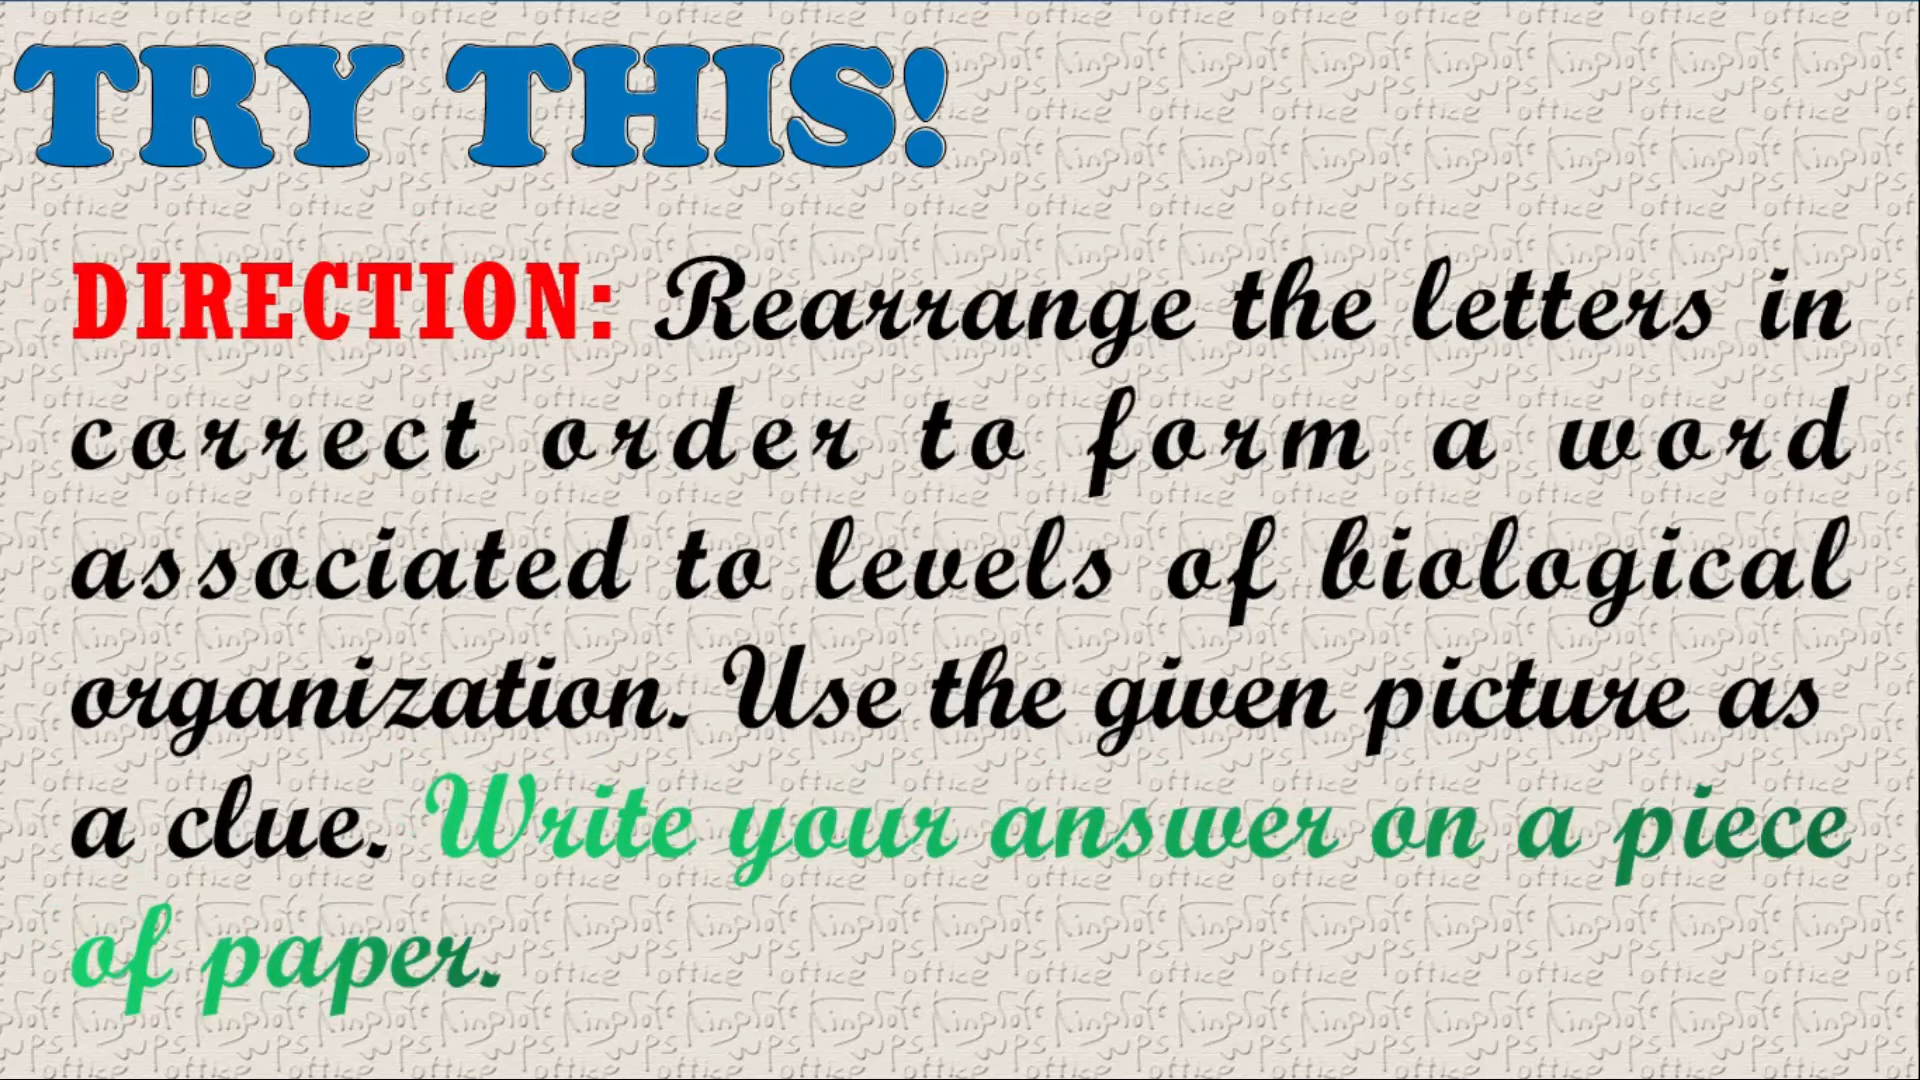 TRY THIS!
DIRECTION: Rearrange the letters in
correct order to form a word
associated to levels of biological
organization. Use the given picture as
a clue. Write your answer on a piece
of paper.